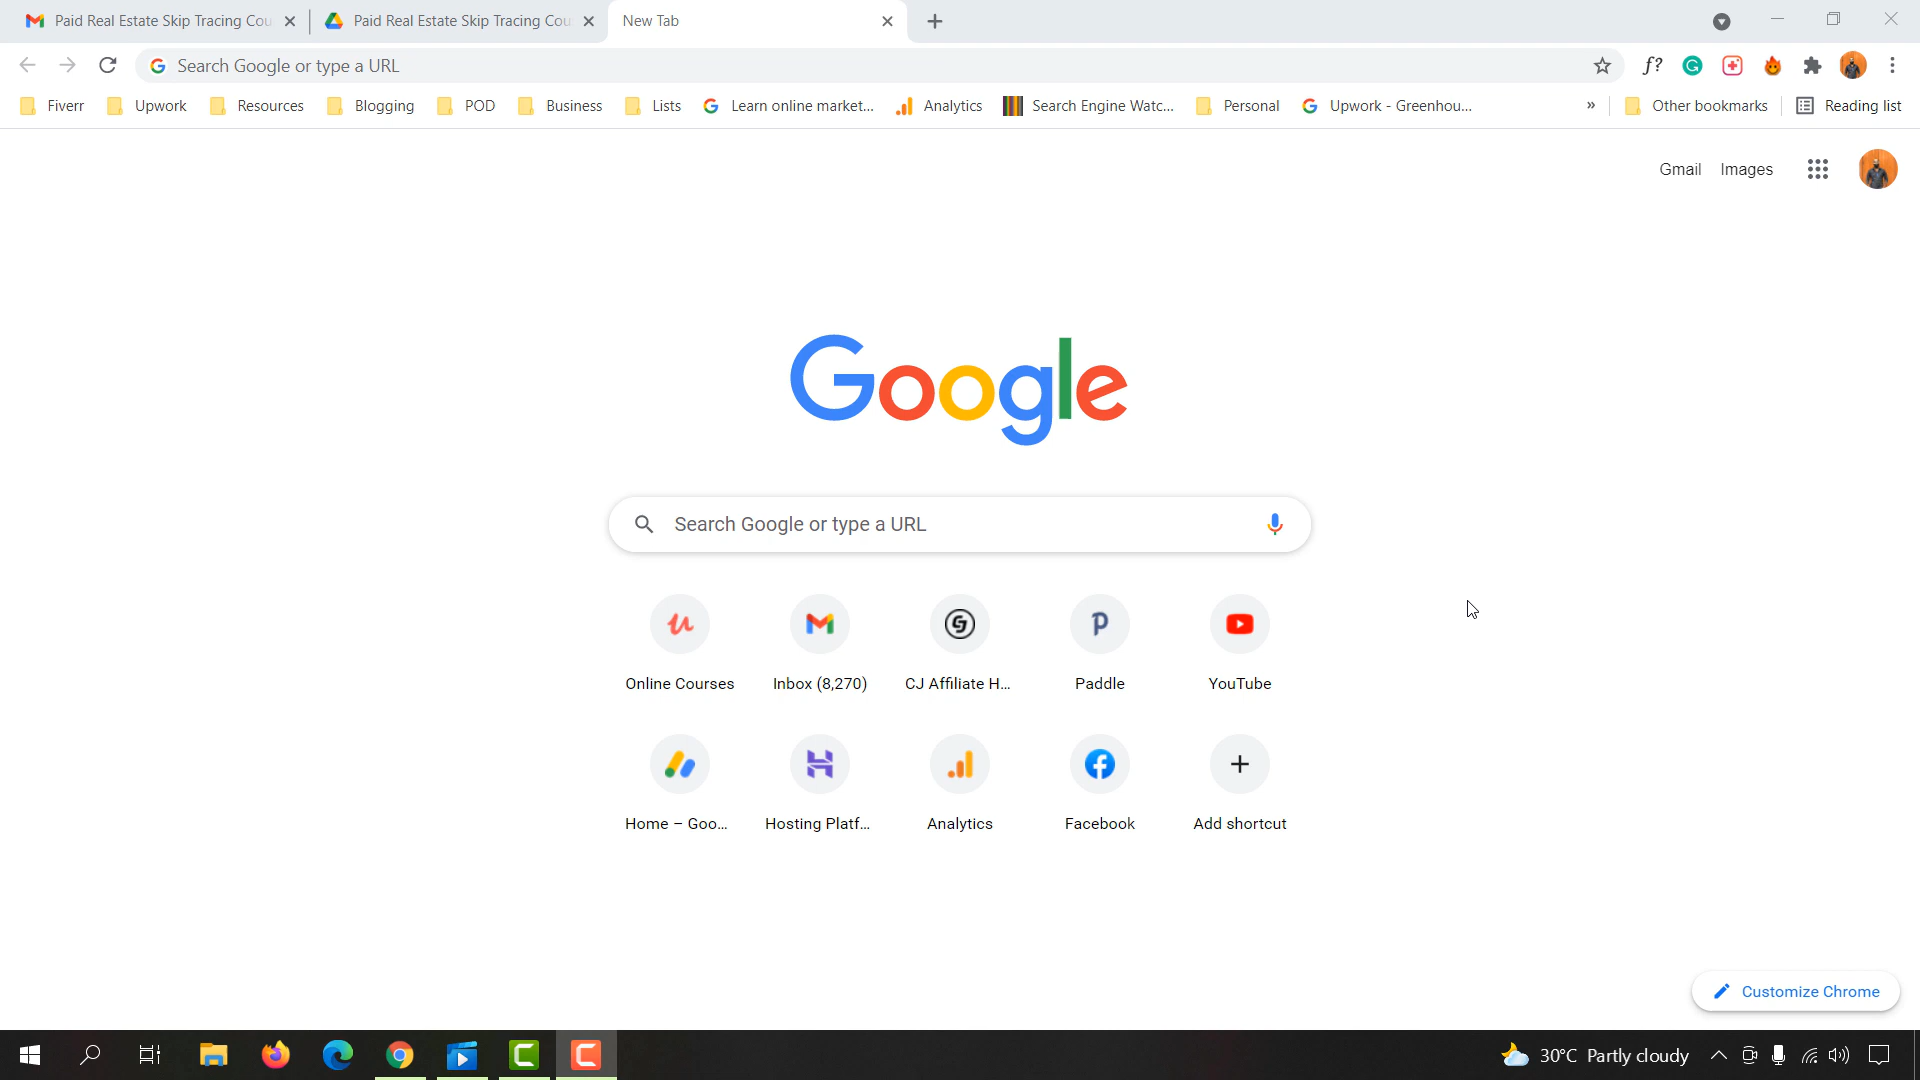 Paid Real Estate Skip Tracing Cou
Paid Real Estate Skip Tracing Cou
New Tab
Search Google or type a URL
f?
Fiverr
Upwork
Resources
Blogging
POD
Business
Lists
Learn online market...
Analytics
Search Engine Watc...
Personal
Upwork - Greenhou...
»
Other bookmarks
Reading list
Gmail
Images
Google
Search Google or type a URL
Online Courses
Inbox (8,270)
CJ Affiliate H...
Paddle
YouTube
Home – Goo...
Hosting Platf...
Analytics
Facebook
Add shortcut
Customize Chrome
30°C Partly cloudy